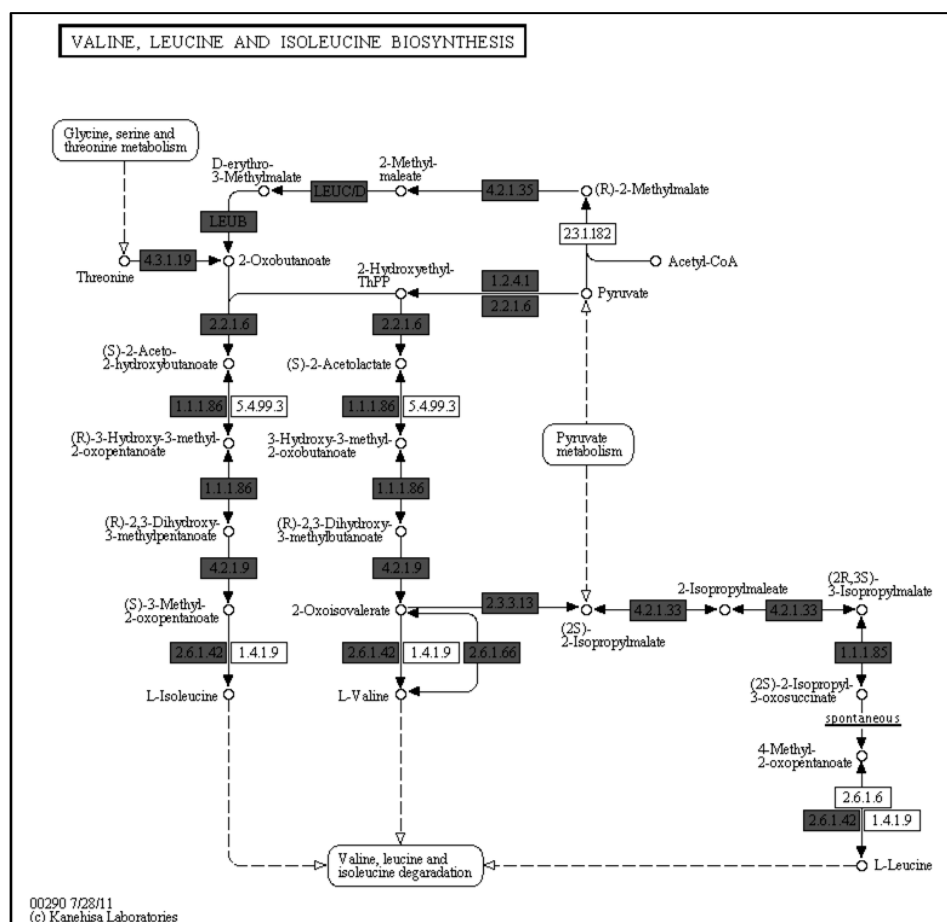 VALINE, LEUCINE AND ISOLEUCINE BIOSYNTHESIS
Glycine, serine and
threonine metabolism
D-erythro-
3-Methylmalate
LEUC/D
2-Methyl-
maleate
4.2.1.35
(R)-2-Methylmalate
LEUB
2.3.1.182
4.3.1.19
Threonine
2-Oxobutanoate
Acetyl-CoA
2-Hydroxyethyl-
ThPP
1.2.4.1
2.2.1.6
Pyruvate
2.2.1.6
2.2.1.6
(S)-2-Aceto-
2-hydroxybutanoate
(S)-2-Acetolactate
1.1.1.86
5.4.99.3
1.1.1.86
5.4.99.3
(R)-3-Hydroxy-3-methyl-
2-oxopentanoate
3-Hydroxy-3-methyl-
2-oxobutanoate
Pyruvate
metabolism
1.1.1.86
1.1.1.86
(R)-2,3-Dihydroxy-
3-methylpentanoate
(R)-2,3-Dihydroxy-
3-methylbutanoate
4.2.1.9
4.2.1.9
(S)-3-Methyl-
2-oxopentanoate
2-Oxoisovalerate
2.3.3.13
(2S)-
2-Isopropylmalate
4.2.1.33
2-Isopropylmaleate
4.2.1.33
(2R,3S)-
3-Isopropylmalate
2.6.1.42
1.4.1.9
2.6.1.42
1.4.1.9
2.6.1.66
1.1.1.85
L-Isoleucine
L-Valine
(2S)-2-Isopropyl-
3-oxosuccinate
spontaneous
4-Methyl-
2-oxopentanoate
2.6.1.6
2.6.1.42
1.4.1.9
Valine, leucine and
isoleucine degradation
L-Leucine
00290 7/28/11
(c) Kanehisa Laboratories